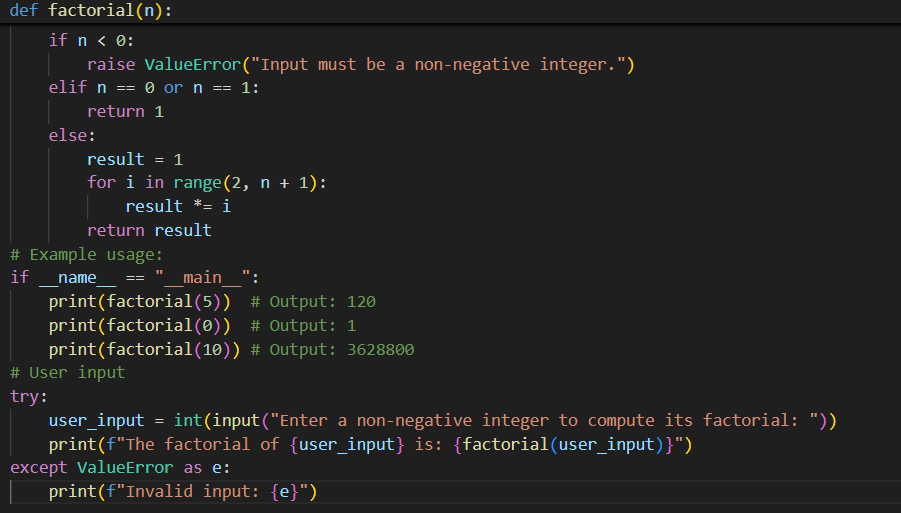 def factorial(n):
    if n < 0:
        raise ValueError("Input must be a non-negative integer.")
    elif n == 0 or n == 1:
        return 1
    else:
        result = 1
        for i in range(2, n + 1):
            result *= i
        return result
# Example usage:
if __name__ == "__main__":
    print(factorial(5))  # Output: 120
    print(factorial(0))  # Output: 1
    print(factorial(10)) # Output: 3628800
# User input
try:
    user_input = int(input("Enter a non-negative integer to compute its factorial: "))
    print(f"The factorial of {user_input} is: {factorial(user_input)}")
except ValueError as e:
    print(f"Invalid input: {e}")